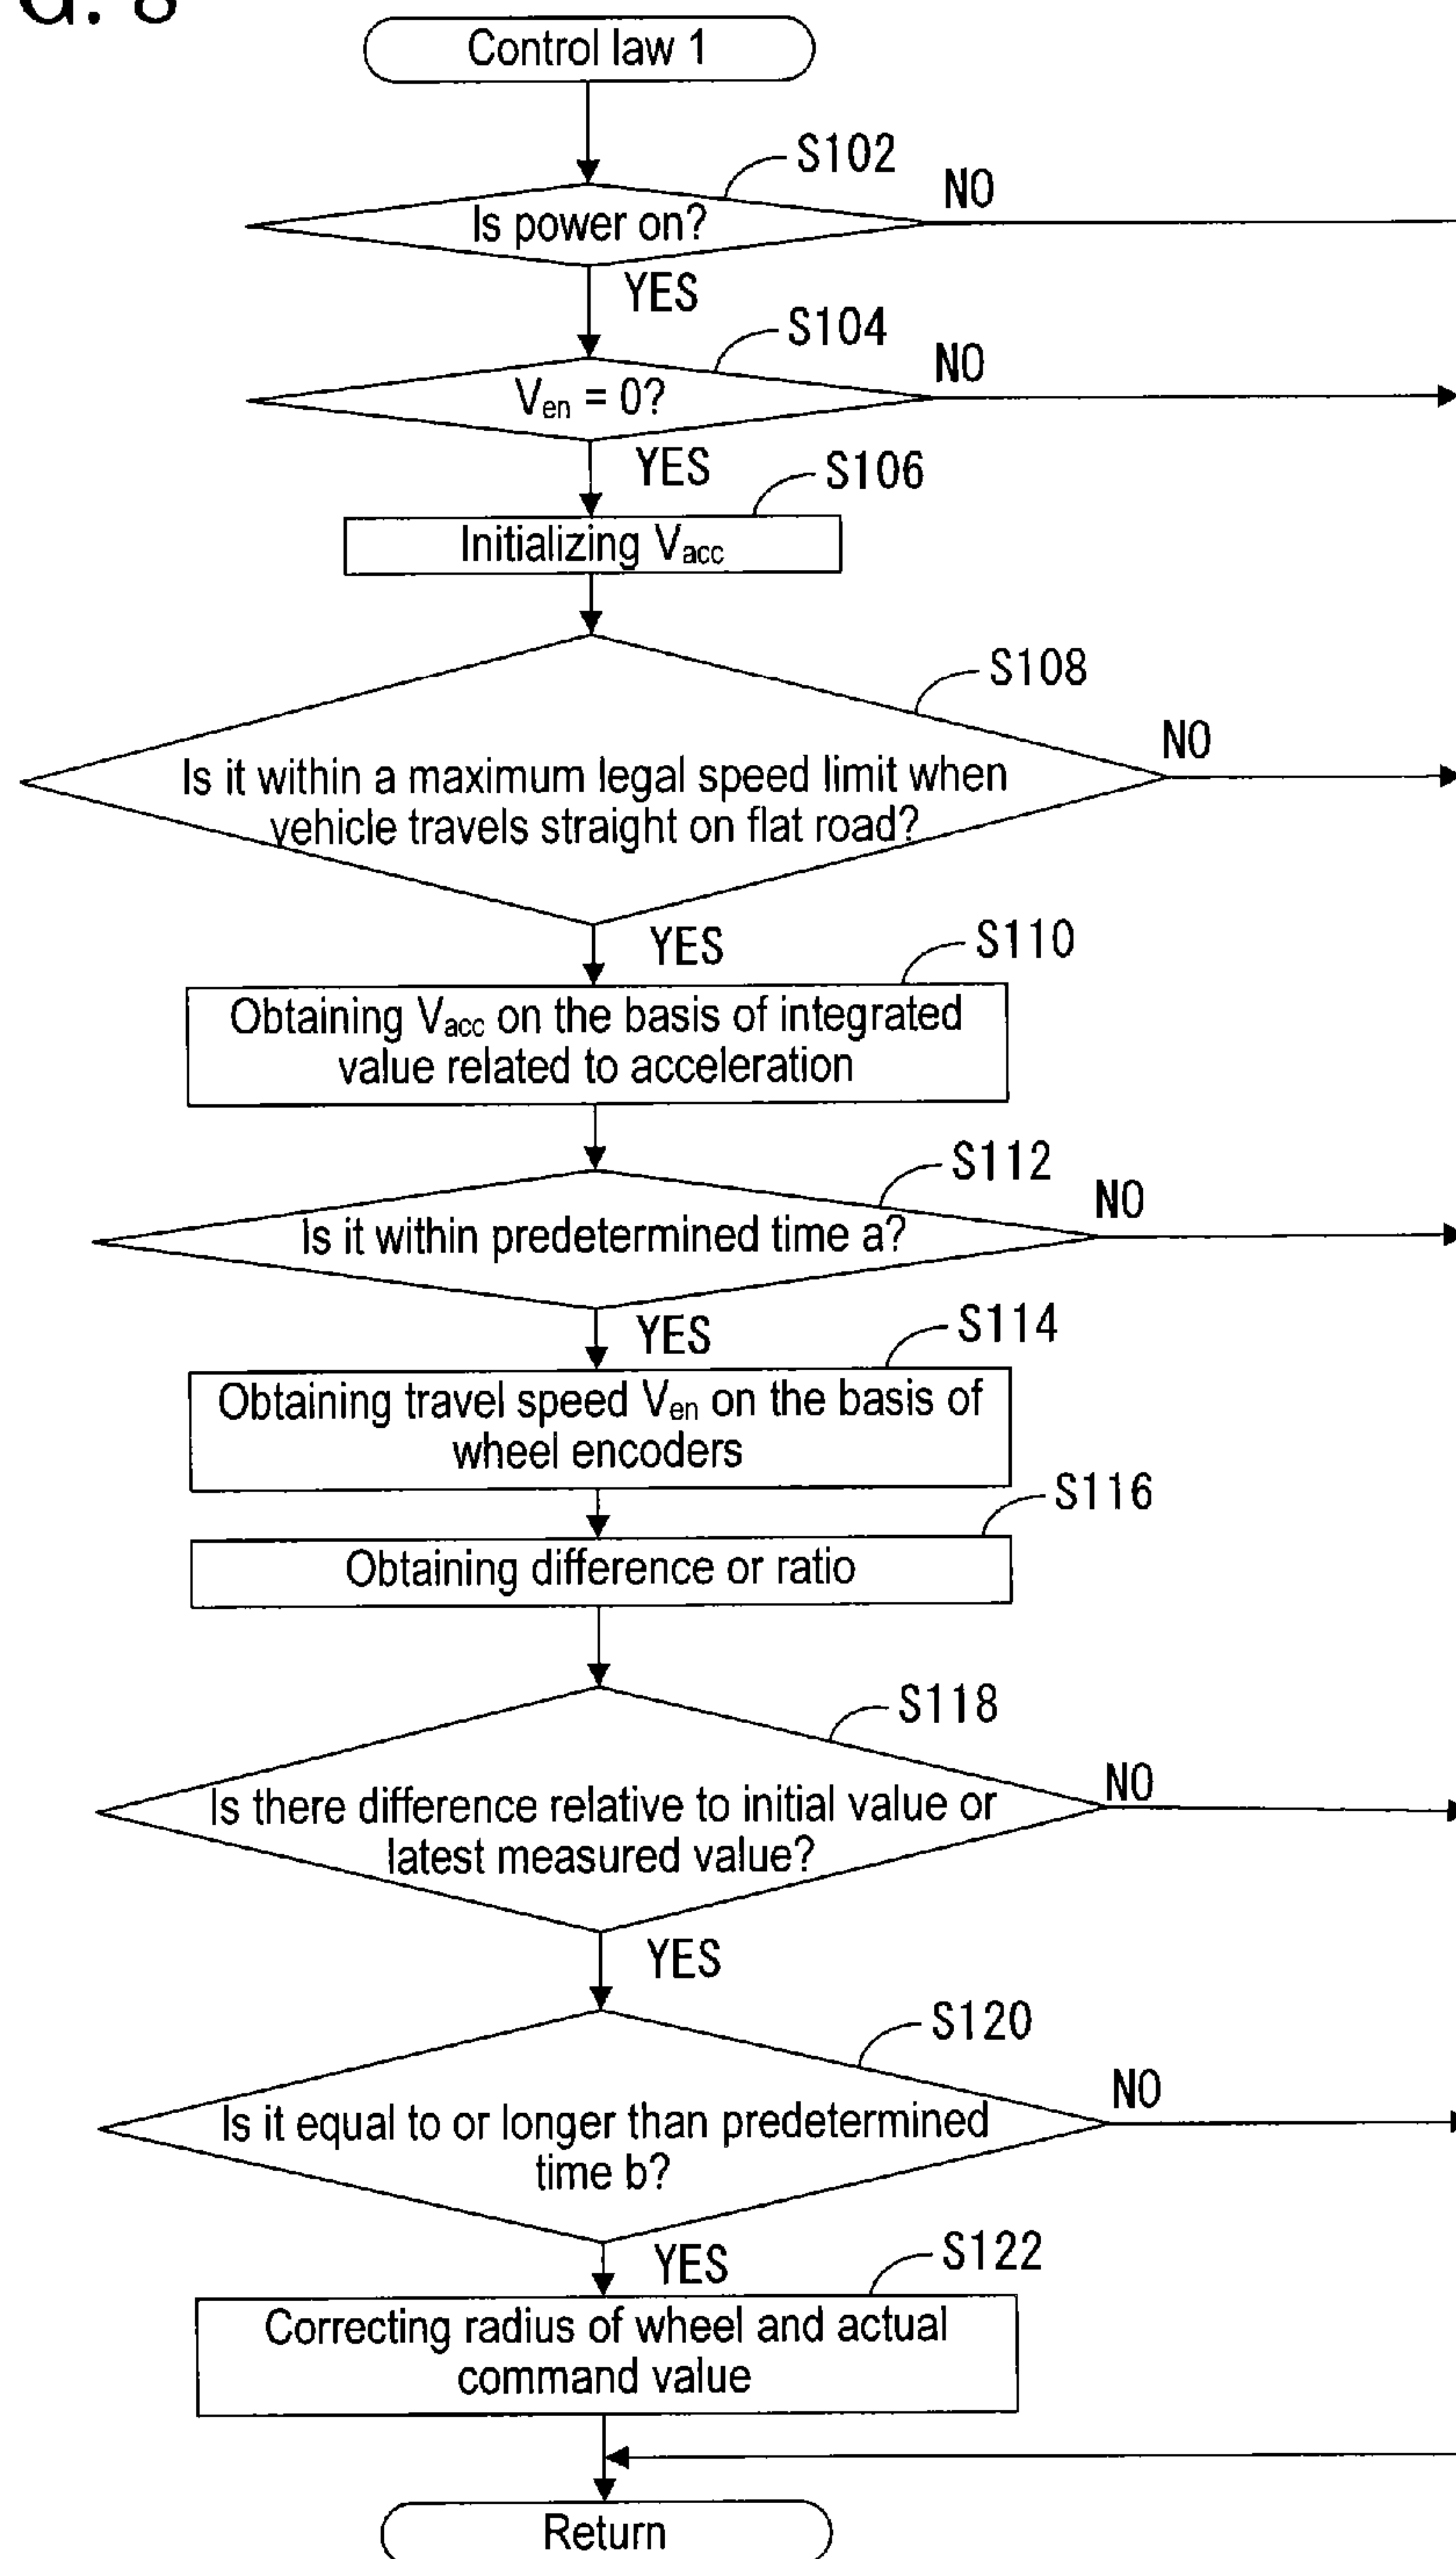 G. 8
Control law 1
S102
Is power on?
NO
YES
S104
Ven = 0?
NO
YES
S106
Initializing Vacc
S108
Is it within a maximum legal speed limit when
vehicle travels straight on flat road?
NO
YES
S110
Obtaining Vacc on the basis of integrated
value related to acceleration
S112
Is it within predetermined time a?
NO
YES
S114
Obtaining travel speed Ven on the basis of
wheel encoders
S116
Obtaining difference or ratio
S118
Is there difference relative to initial value or
latest measured value?
NO
YES
S120
Is it equal to or longer than predetermined
time b?
NO
YES
S122
Correcting radius of wheel and actual
command value
Return